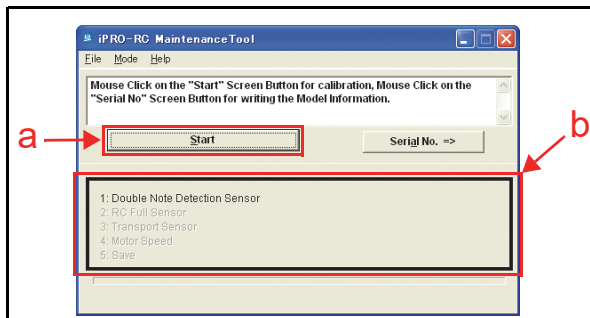 iPRO-RC MaintenanceTool
File Mode Help
Mouse Click on the "Start" Screen Button for calibration, Mouse Click on the
"Serial No" Screen Button for writing the Model Information.
a
Start
Serial No. =>
b
1: Double Note Detection Sensor
2: RC Full Sensor
3: Transport Sensor
4: Motor Speed
5: Save